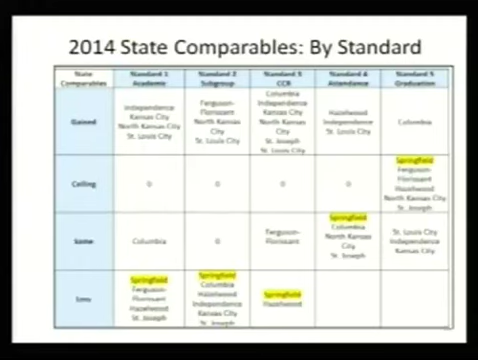 2014 State Comparables: By Standard
State Comparables
Standard 1 Academic
Standard 2 Subgroup
Standard 3 CCR
Standard 4 Attendance
Standard 5 Graduation
Gained
Independence
Kansas City
North Kansas City
St. Louis City
Ferguson-
Florissant
North Kansas
City
St. Louis City
Columbia
Independence
Kansas City
North Kansas
City
St. Joseph
St. Louis City
Hazelwood
Independence
St. Louis City
Columbia
Ceiling
0
0
0
0
Springfield
Ferguson-
Florissant
Hazelwood
North Kansas City
St. Joseph
Same
Columbia
0
Ferguson-
Florissant
Springfield
Columbia
North Kansas
City
St. Joseph
St. Louis City
Independence
Kansas City
Loss
Springfield
Ferguson-
Florissant
Hazelwood
St. Joseph
Springfield
Columbia
Hazelwood
Independence
Kansas City
St. Joseph
Springfield
Hazelwood